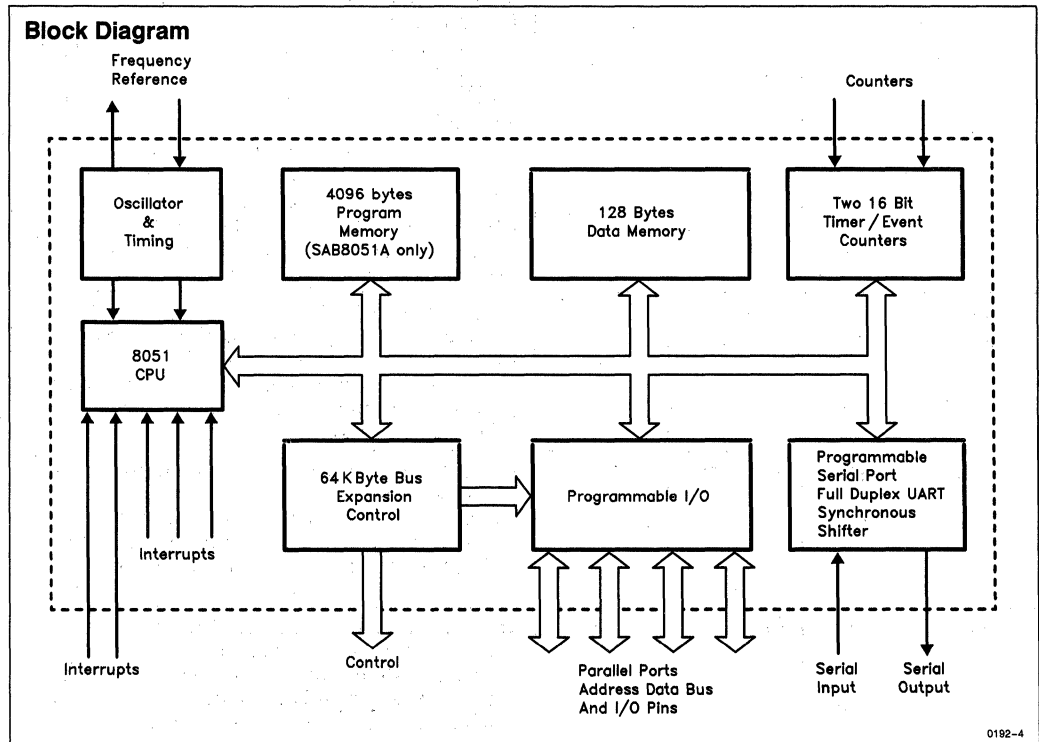 Block Diagram
Frequency
Reference
Counters
Oscillator
&
Timing
4096 bytes
Program
Memory
(SAB8051A only)
128 Bytes
Data Memory
Two 16 Bit
Timer/Event
Counters
8051
CPU
64 KByte Bus
Expansion
Control
Programmable I/O
Programmable
Serial Port
Full Duplex UART
Synchronous
Shifter
Interrupts
Interrupts
Control
Parallel Ports
Address Data Bus
And I/O Pins
Serial
Input
Serial
Output
0192-4